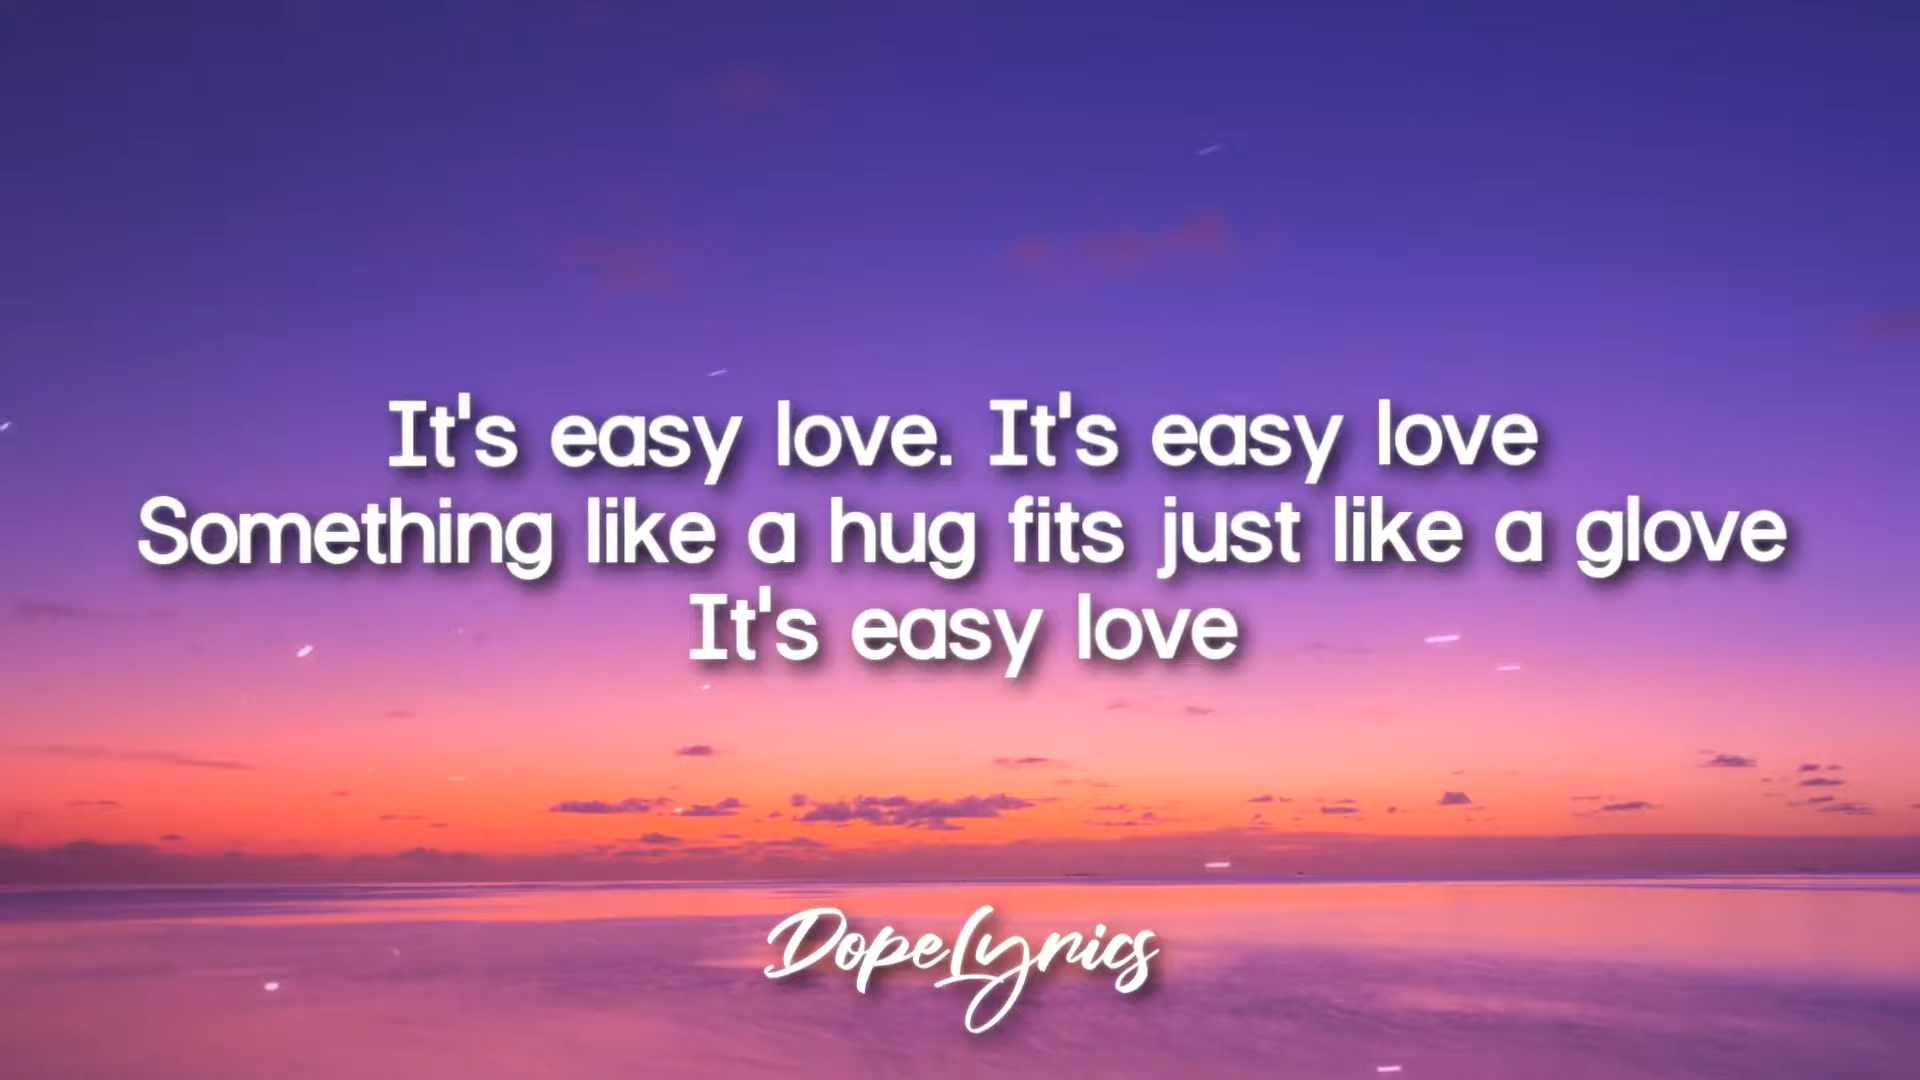 It's easy love. It's easy love
Something like a hug fits just like a glove
It's easy love
DopeLyrics